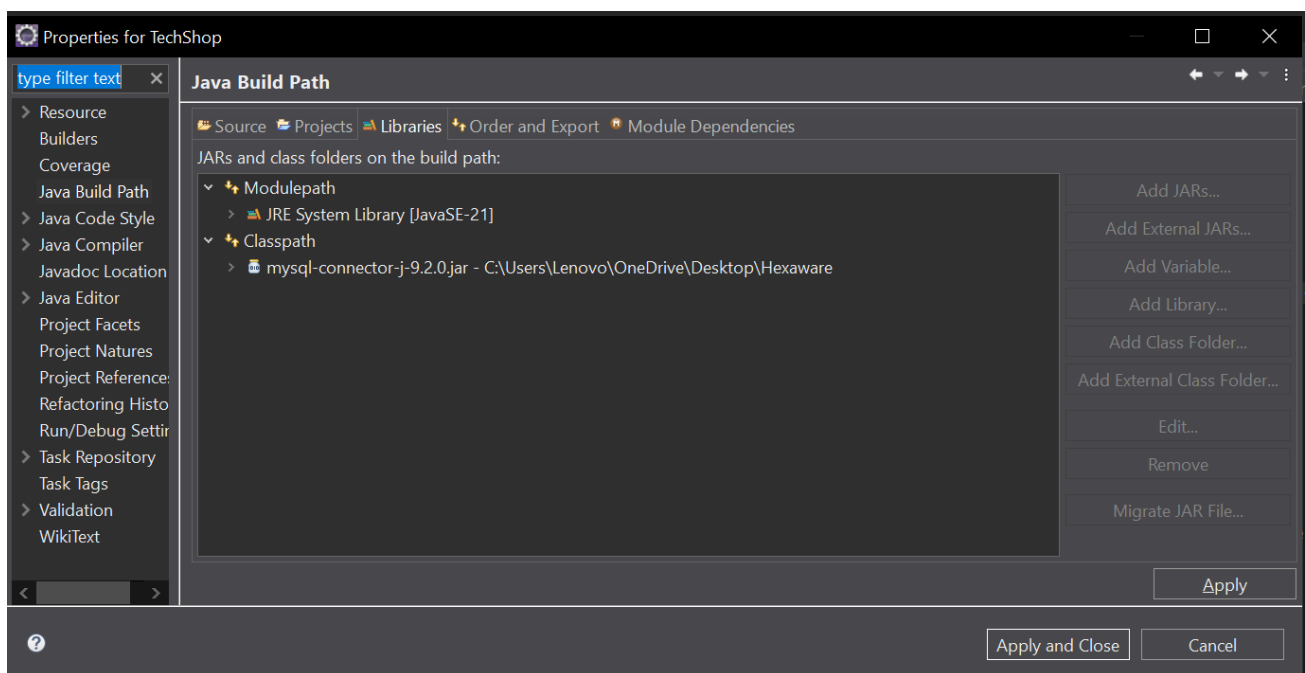 Properties for TechShop
type filter text
Resource
Builders
Coverage
Java Build Path
Java Code Style
Java Compiler
Javadoc Location
Java Editor
Project Facets
Project Natures
Project References
Refactoring Histo
Run/Debug Settin
Task Repository
Task Tags
Validation
WikiText
Java Build Path
Source Projects Libraries Order and Export Module Dependencies
JARs and class folders on the build path:
Modulepath
JRE System Library [JavaSE-21]
Classpath
mysql-connector-j-9.2.0.jar - C:\Users\Lenovo\OneDrive\Desktop\Hexaware
Add JARs...
Add External JARs...
Add Variable...
Add Library...
Add Class Folder...
Add External Class Folder...
Edit...
Remove
Migrate JAR File...
Apply
Apply and Close Cancel